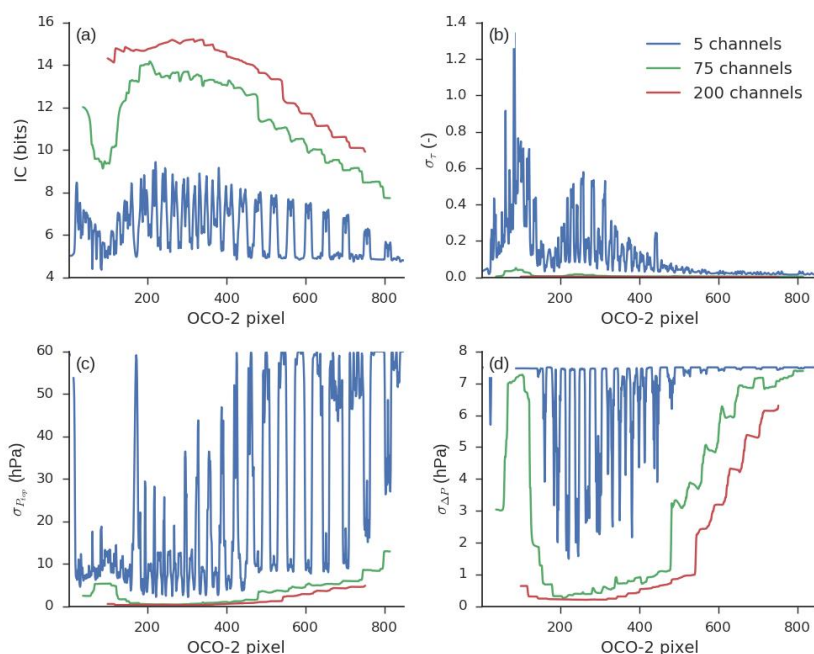 (a)
IC (bits)
16
14
12
10
8
6
4
200 400 600 800
OCO-2 pixel
(b)
5 channels
75 channels
200 channels
στ (-)
1.4
1.2
1.0
0.8
0.6
0.4
0.2
0.0
200 400 600 800
OCO-2 pixel
(c)
σPtop (hPa)
60
50
40
30
20
10
0
200 400 600 800
OCO-2 pixel
(d)
σΔP (hPa)
8
7
6
5
4
3
2
1
0
200 400 600 800
OCO-2 pixel